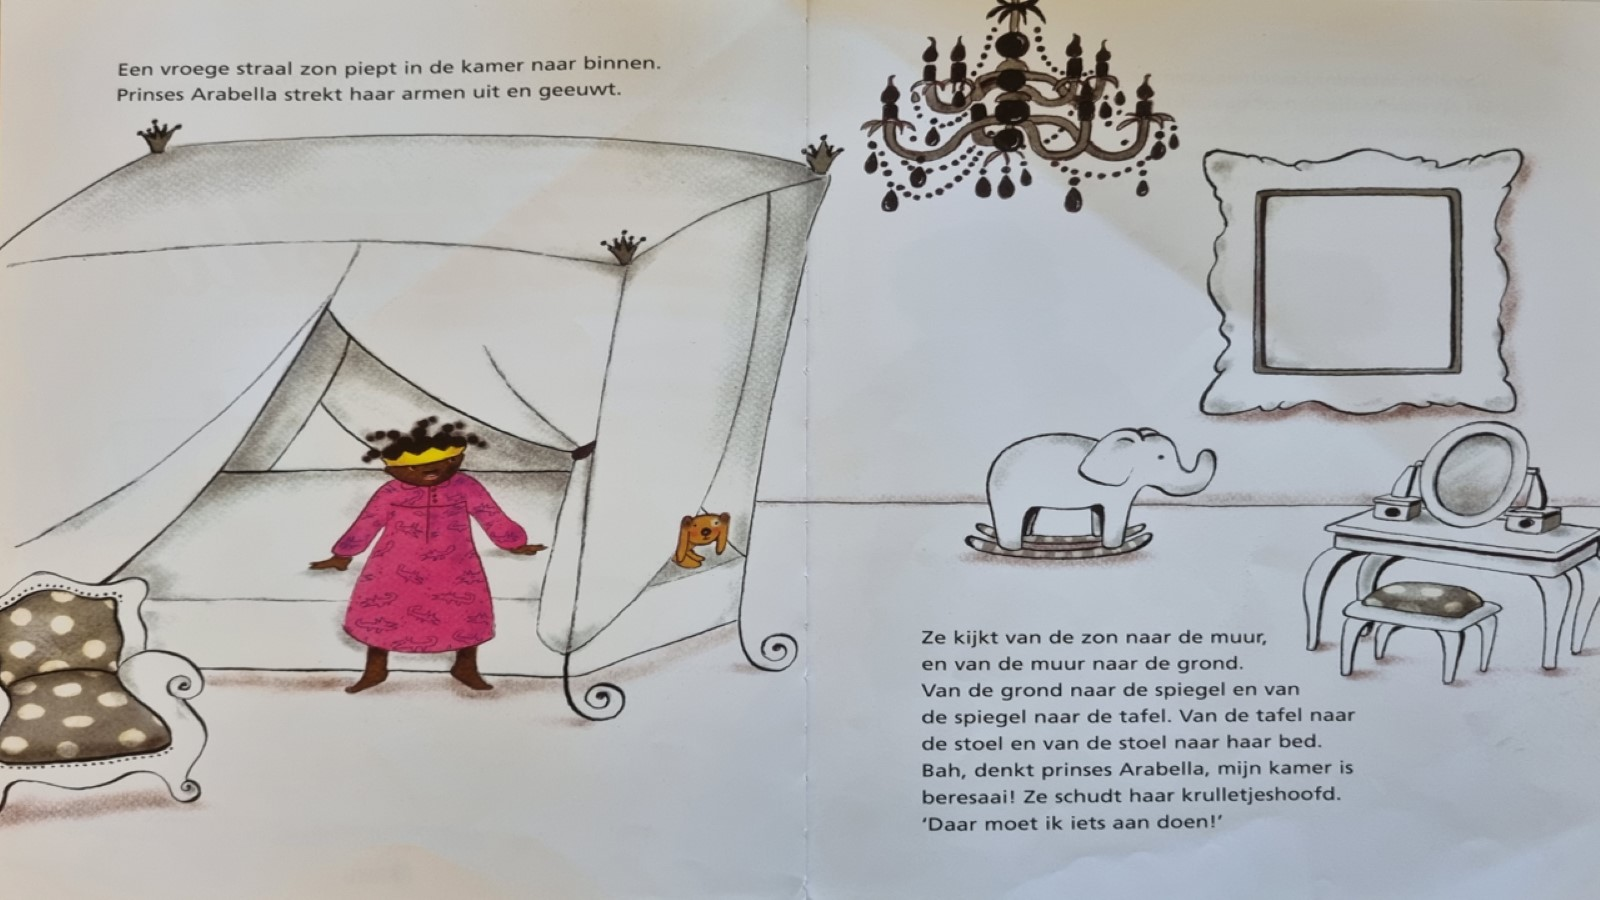 Een vroege straal zon piept in de kamer naar binnen.
Prinses Arabella strekt haar armen uit en geeuwt.
Ze kijkt van de zon naar de muur,
en van de muur naar de grond.
Van de grond naar de spiegel en van
de spiegel naar de tafel. Van de tafel naar
de stoel en van de stoel naar haar bed.
Bah, denkt prinses Arabella, mijn kamer is
beresaai! Ze schudt haar krulletjeshoofd.
‘Daar moet ik iets aan doen!’